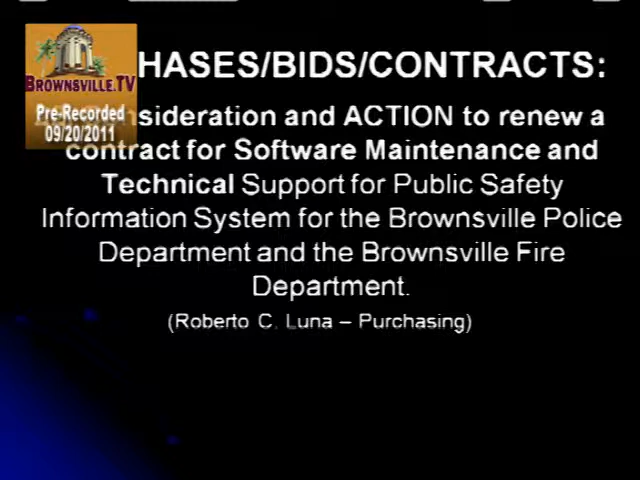 BROWNSVILLE.TV
Pre-Recorded
09/20/2011
HASES/BIDS/CONTRACTS:
nsideration and ACTION to renew a
contract for Software Maintenance and
Technical Support for Public Safety
Information System for the Brownsville Police
Department and the Brownsville Fire
Department.
(Roberto C. Luna – Purchasing)